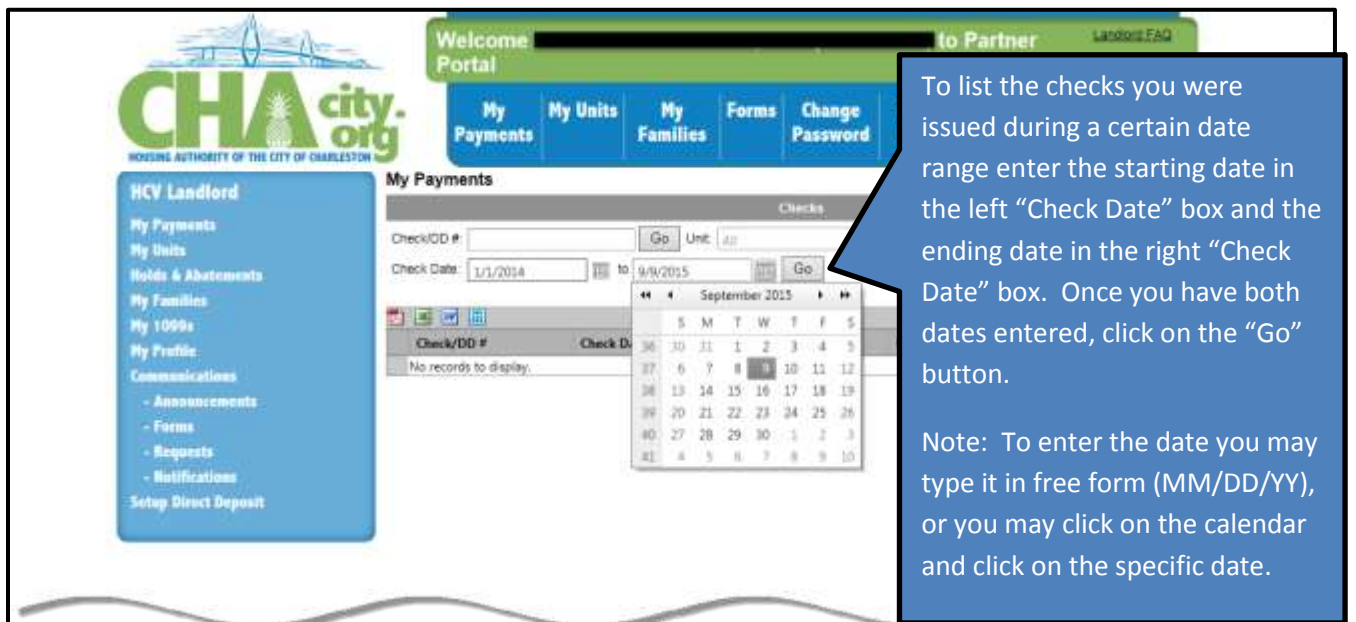 Welcome to Partner
Portal
Landlord FAQ
CHA city.
org
HOUSING AUTHORITY OF THE CITY OF CHARLESTON
My
Payments
My Units
My
Families
Forms
Change
Password
HCV Landlord
My Payments
My Units
Holds & Abatements
My Families
My 1099s
My Profile
Communications
- Announcements
- Forms
- Requests
- Notifications
Setup Direct Deposit
My Payments
Checks
Check/DD #: Go Unit: All
Check Date: 1/1/2014 to 9/9/2015 Go
September 2015
S M T W T F S
36 30 31 1 2 3 4 5
37 6 7 8 9 10 11 12
38 13 14 15 16 17 18 19
39 20 21 22 23 24 25 26
40 27 28 29 30 1 2 3
41 4 5 6 7 8 9 10
Check/DD # Check D
No records to display.
To list the checks you were
issued during a certain date
range enter the starting date in
the left “Check Date” box and the
ending date in the right “Check
Date” box. Once you have both
dates entered, click on the “Go”
button.
Note: To enter the date you may
type it in free form (MM/DD/YY),
or you may click on the calendar
and click on the specific date.